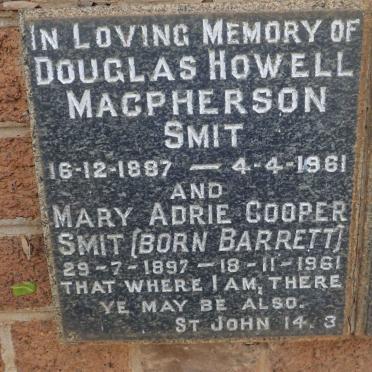 IN LOVING MEMORY OF
DOUGLAS HOWELL
MACPHERSON
SMIT
16-12-1887 — 4-4-1961
AND
MARY ADRIE COOPER
SMIT (BORN BARRETT)
29-7-1897 — 18-11-1961
THAT WHERE I AM, THERE
YE MAY BE ALSO.
ST JOHN 14. 3